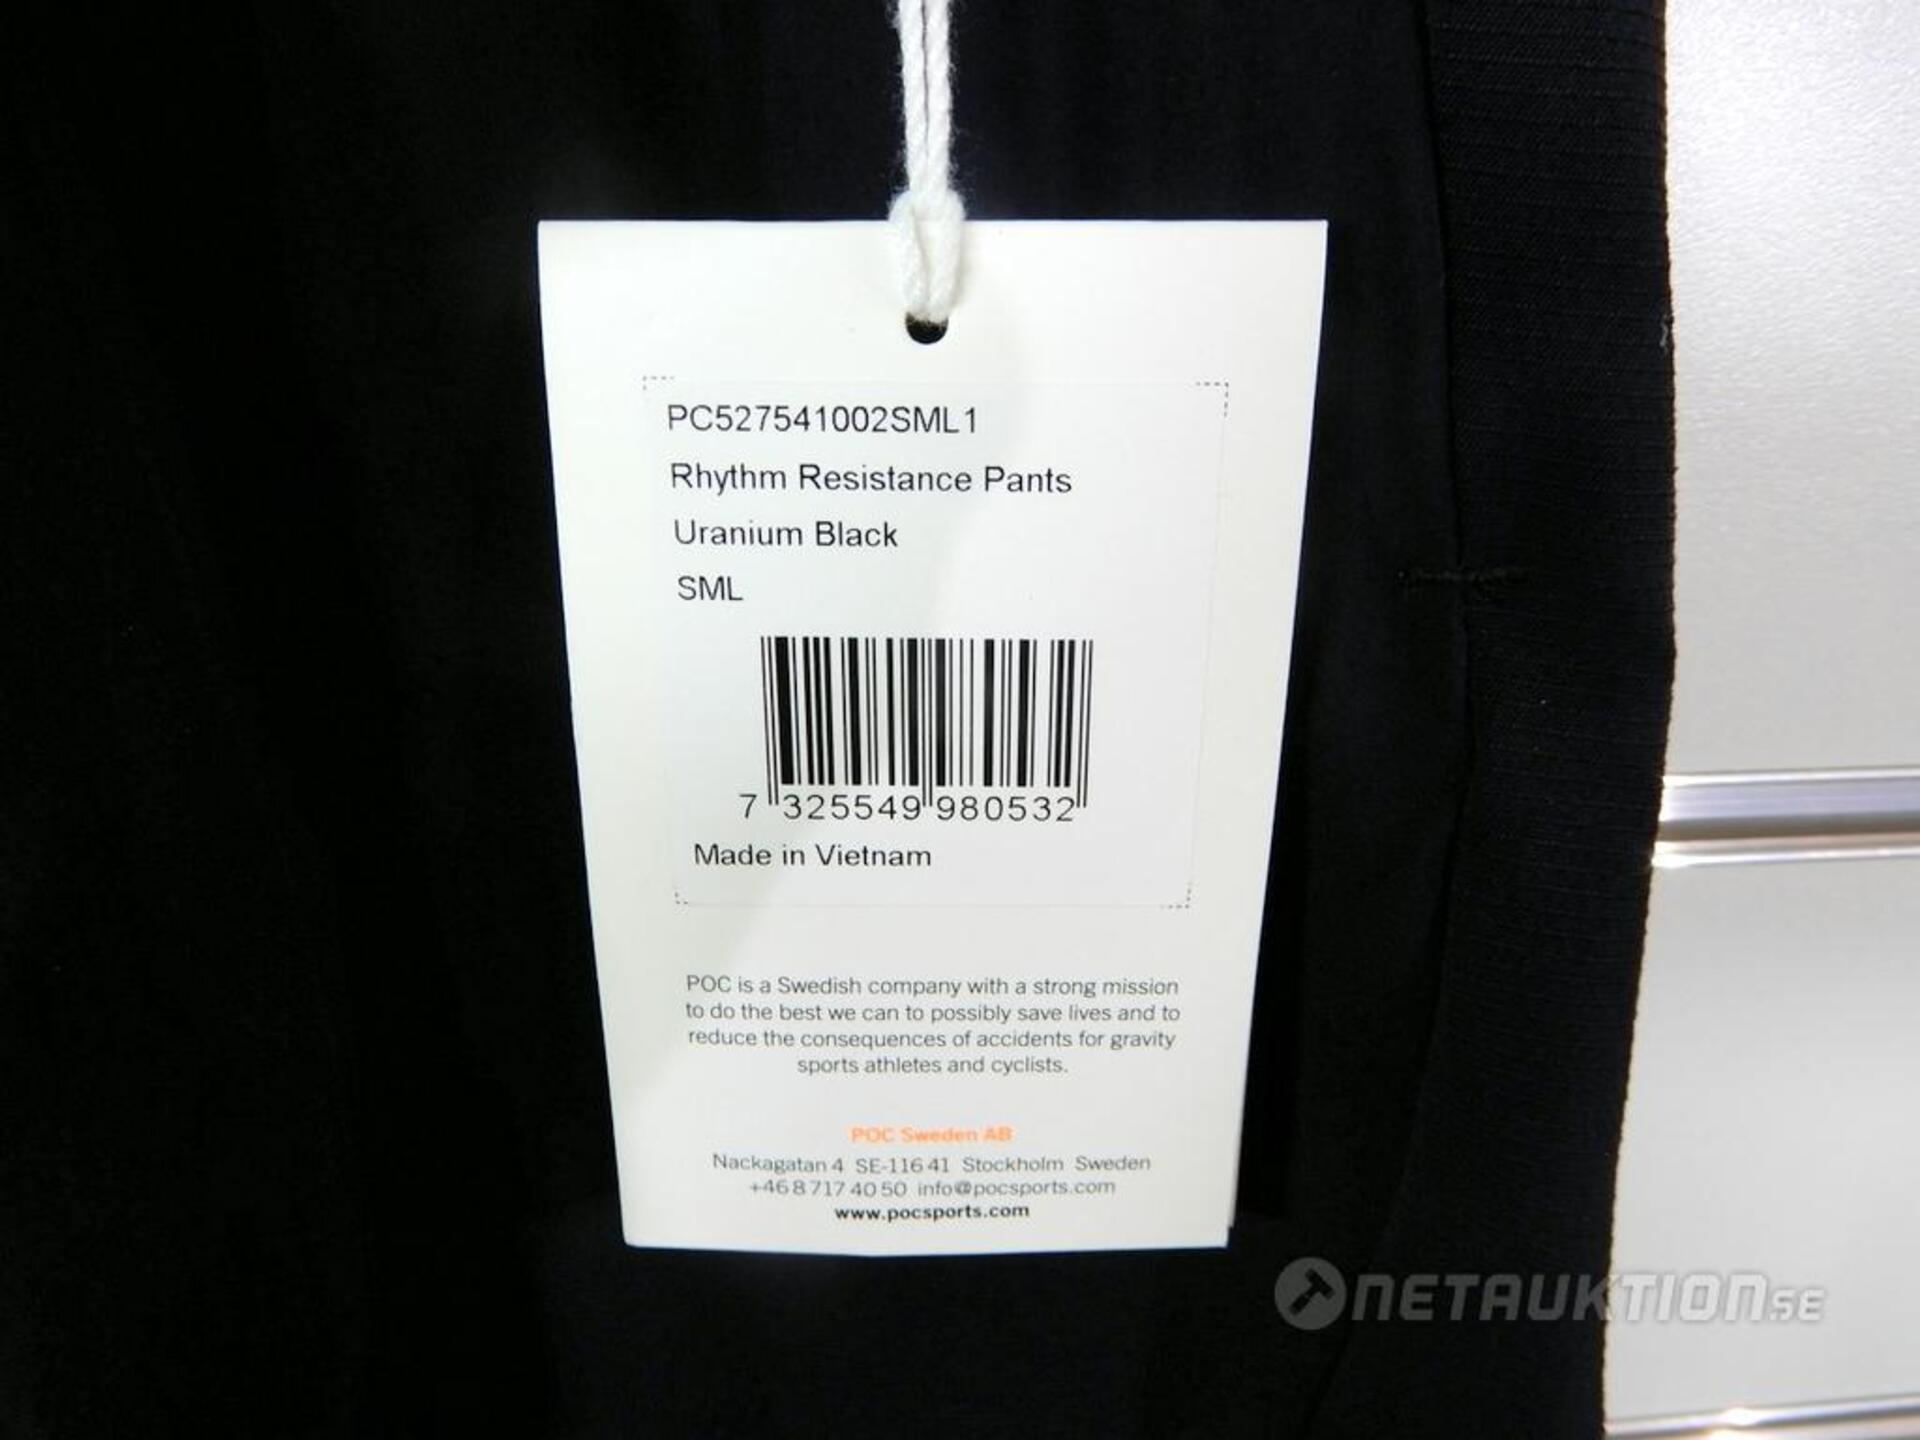 PC527541002SML1
Rhythm Resistance Pants
Uranium Black
SML
7 325549 980532
Made in Vietnam
POC is a Swedish company with a strong mission
to do the best we can to possibly save lives and to
reduce the consequences of accidents for gravity
sports athletes and cyclists.
POC Sweden AB
Nackagatan 4 SE-116 41 Stockholm Sweden
+46 8 717 40 50 info@pocsports.com
www.pocsports.com
NETAUKTION.SE